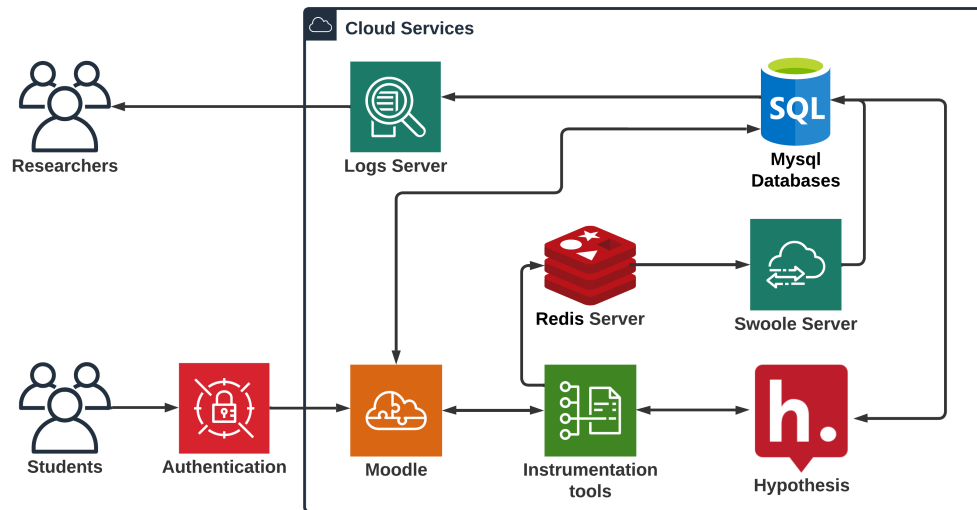 Cloud Services
SQL
Researchers
Logs Server
Mysql
Databases
Redis Server
Swoole Server
h.
Students
Authentication
Moodle
Instrumentation
tools
Hypothesis